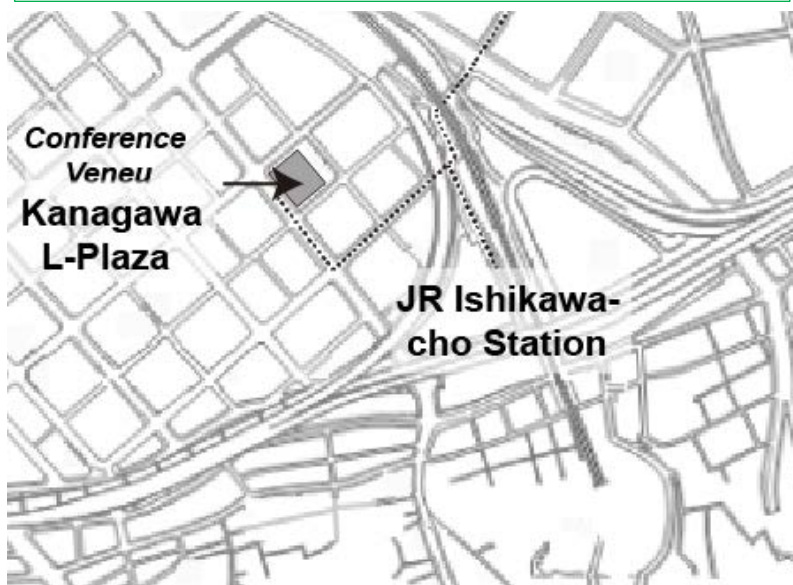 Conference
Veneu
Kanagawa
L-Plaza
JR Ishikawa-
cho Station